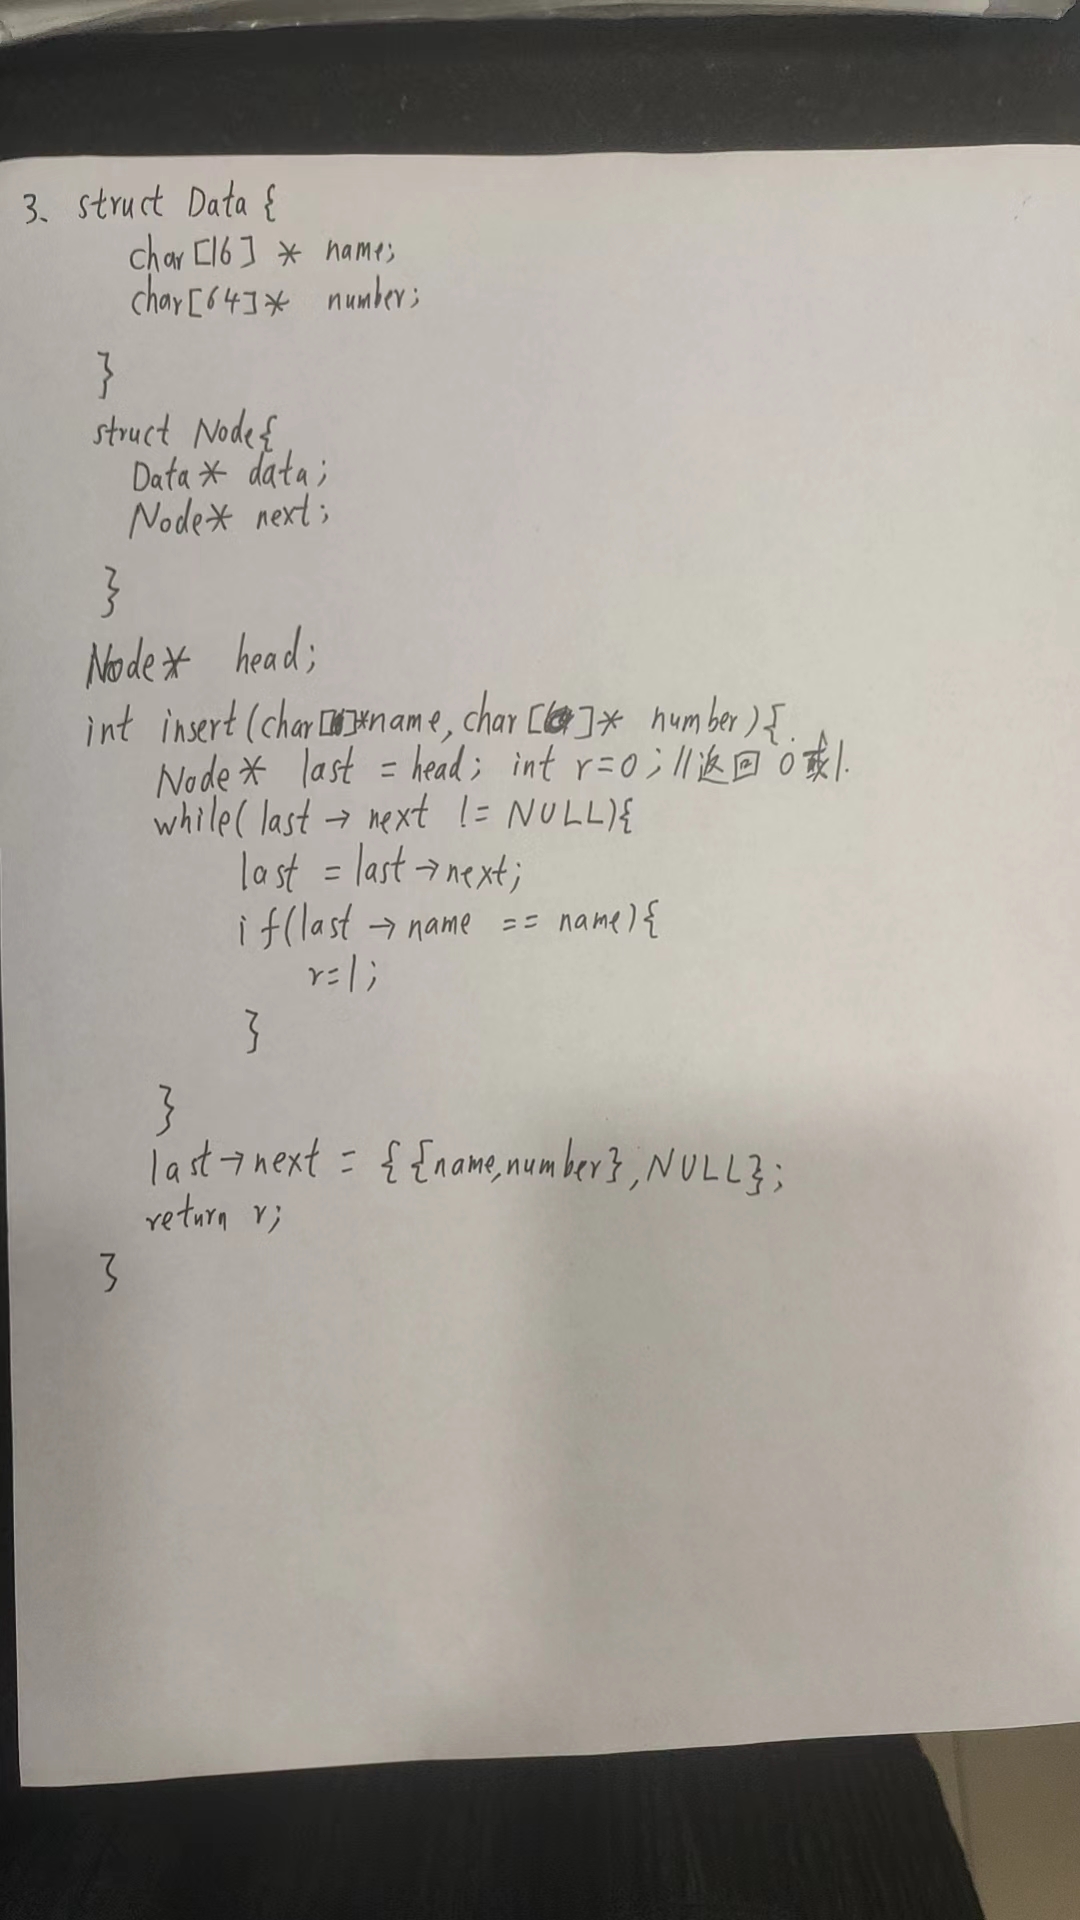 3、struct Data {
char [16] * name;
char [64] * number;
}
struct Node {
Data * data;
Node * next;
}
Node * head;
int insert (char [] * name, char [] * number) {
Node * last = head; int r=0; //返回 0 或 1.
while( last → next != NULL){
last = last → next;
if(last → name == name){
r=1;
}
}
last → next = { {name, number}, NULL};
return r;
}